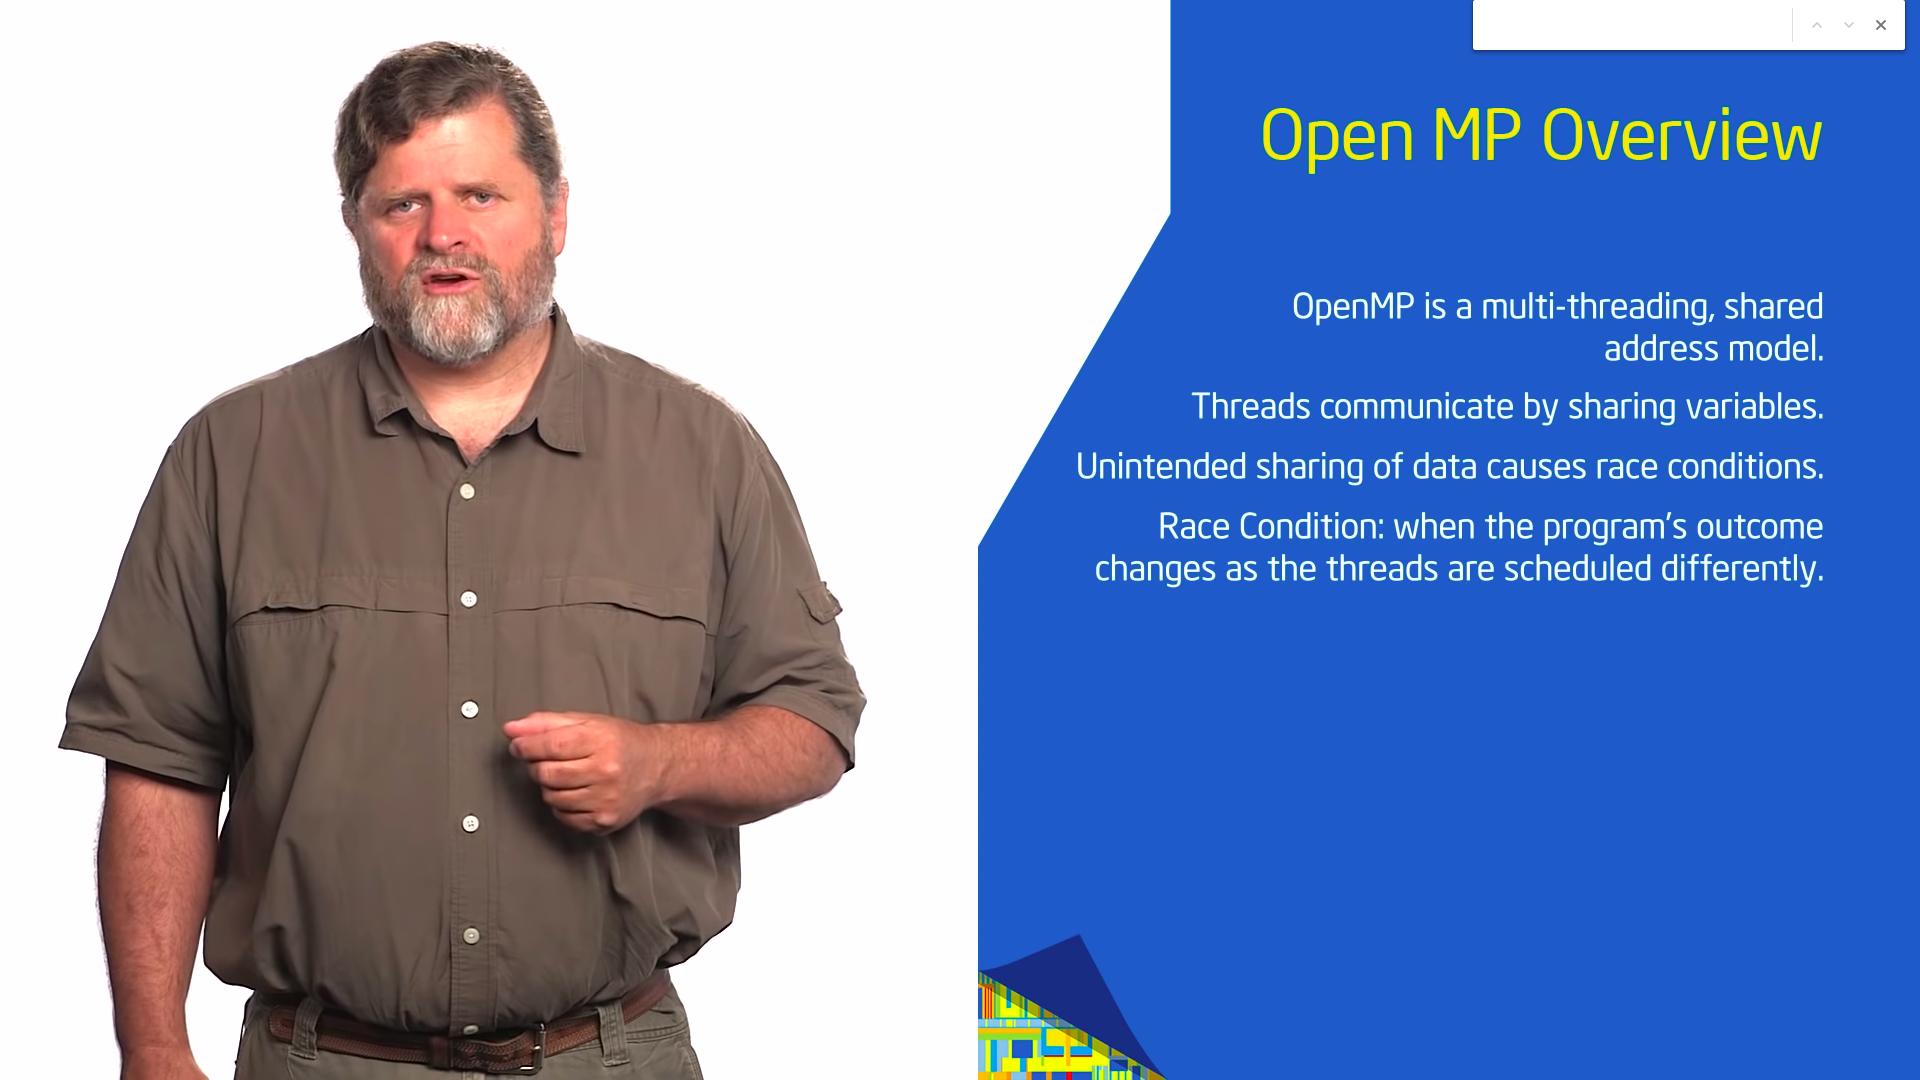 Open MP Overview
OpenMP is a multi-threading, shared
address model.
Threads communicate by sharing variables.
Unintended sharing of data causes race conditions.
Race Condition: when the program’s outcome
changes as the threads are scheduled differently.